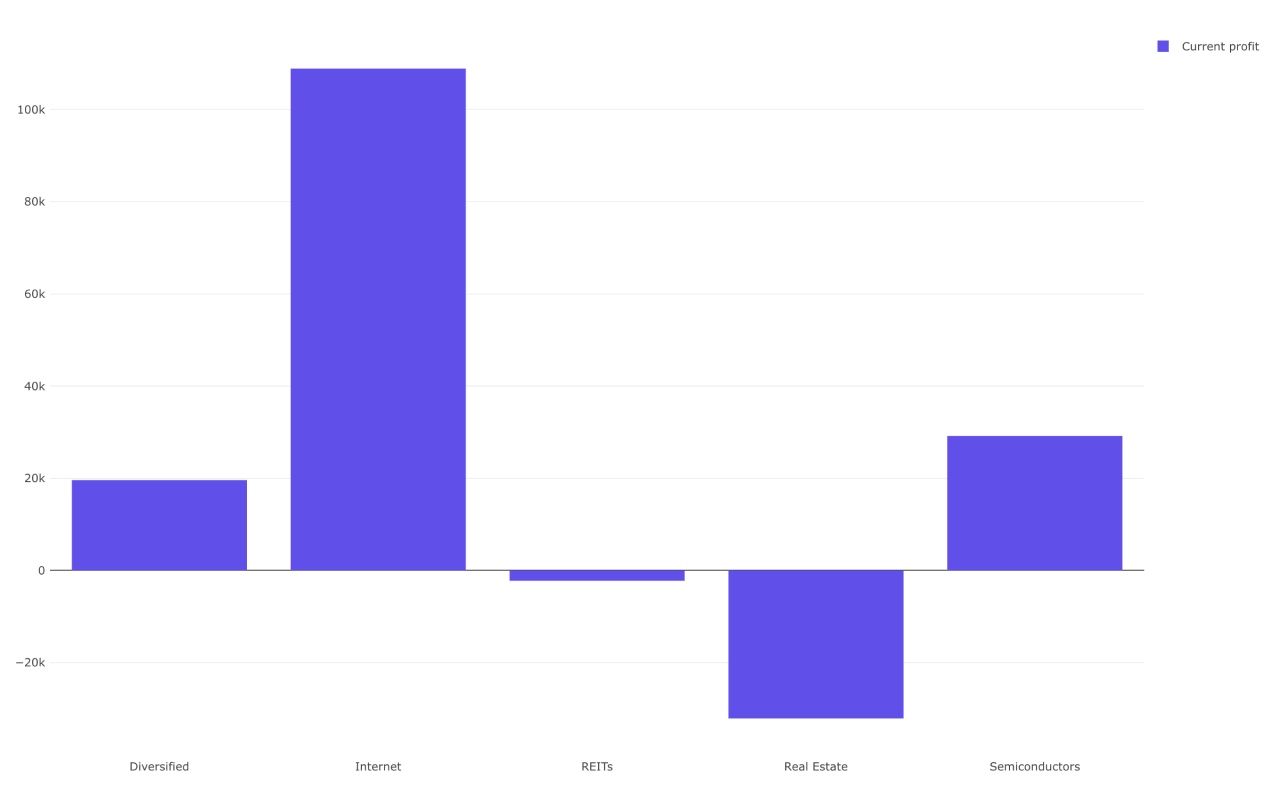 Current profit
100k
80k
60k
40k
20k
0
−20k
Diversified
Internet
REITs
Real Estate
Semiconductors